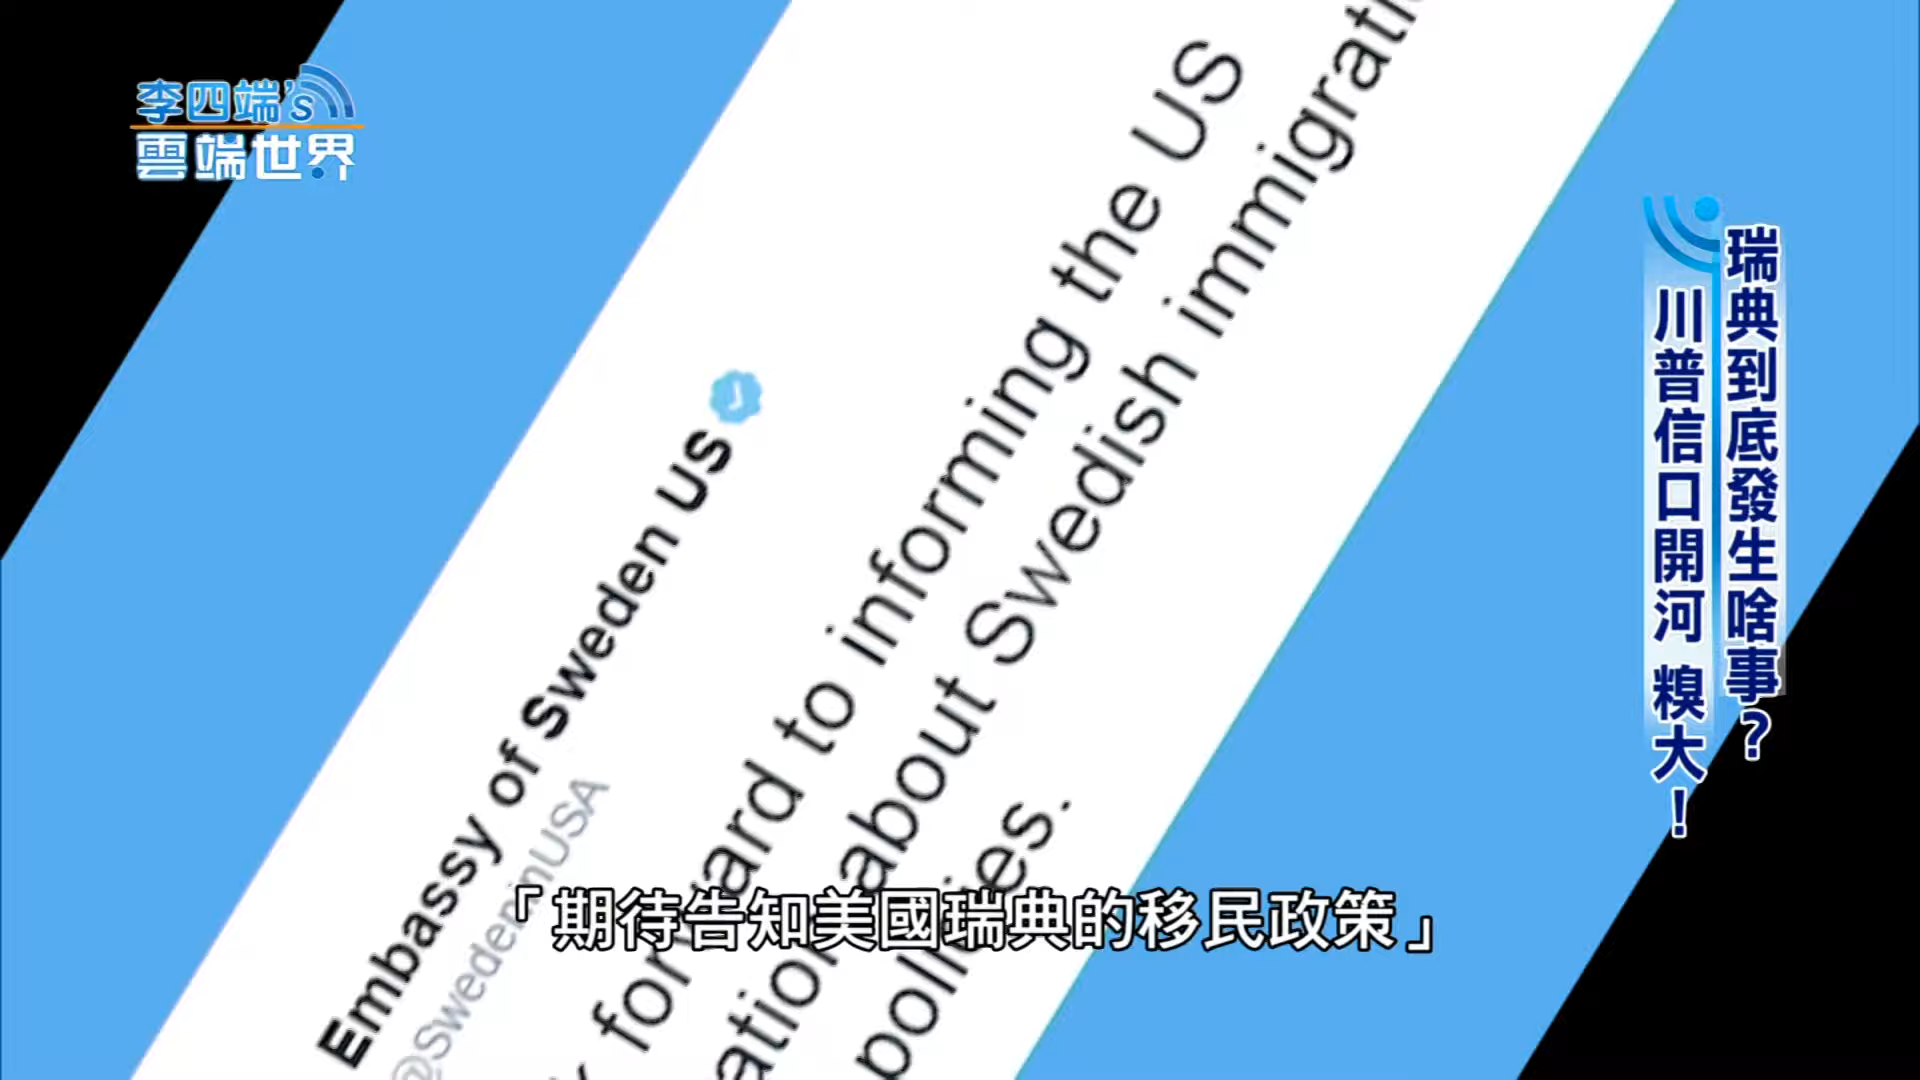 李四端's
雲端世界
瑞典到底發生啥事?
川普信口開河 糗大!
Embassy of Sweden US
@SwedeninUSA
forward to informing the US
about Swedish immigrati
policies.
「期待告知美國瑞典的移民政策」